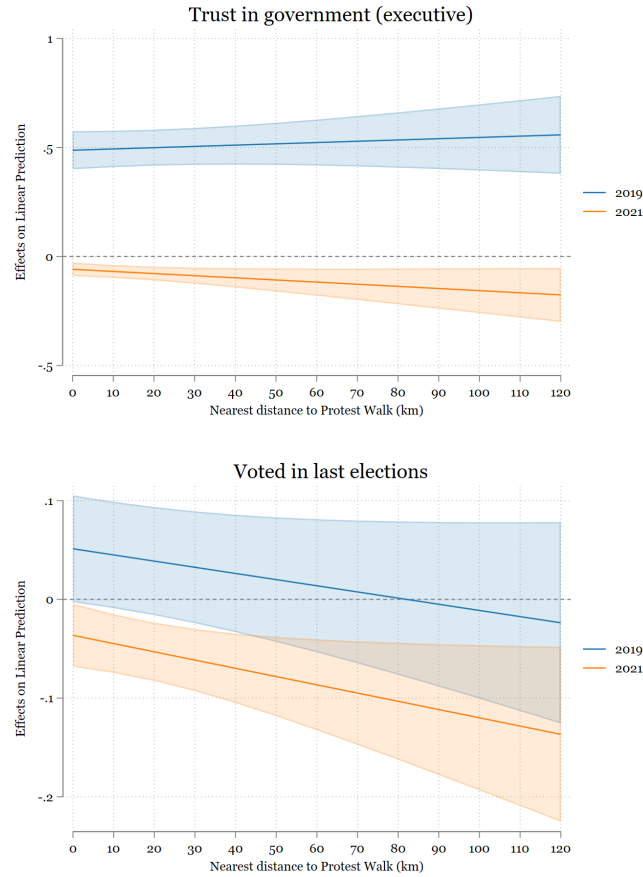 Trust in government (executive)
Effects on Linear Prediction
1
.5
0
-.5
0 10 20 30 40 50 60 70 80 90 100 110 120
Nearest distance to Protest Walk (km)
2019
2021
Voted in last elections
Effects on Linear Prediction
.1
0
-.1
-.2
0 10 20 30 40 50 60 70 80 90 100 110 120
Nearest distance to Protest Walk (km)
2019
2021